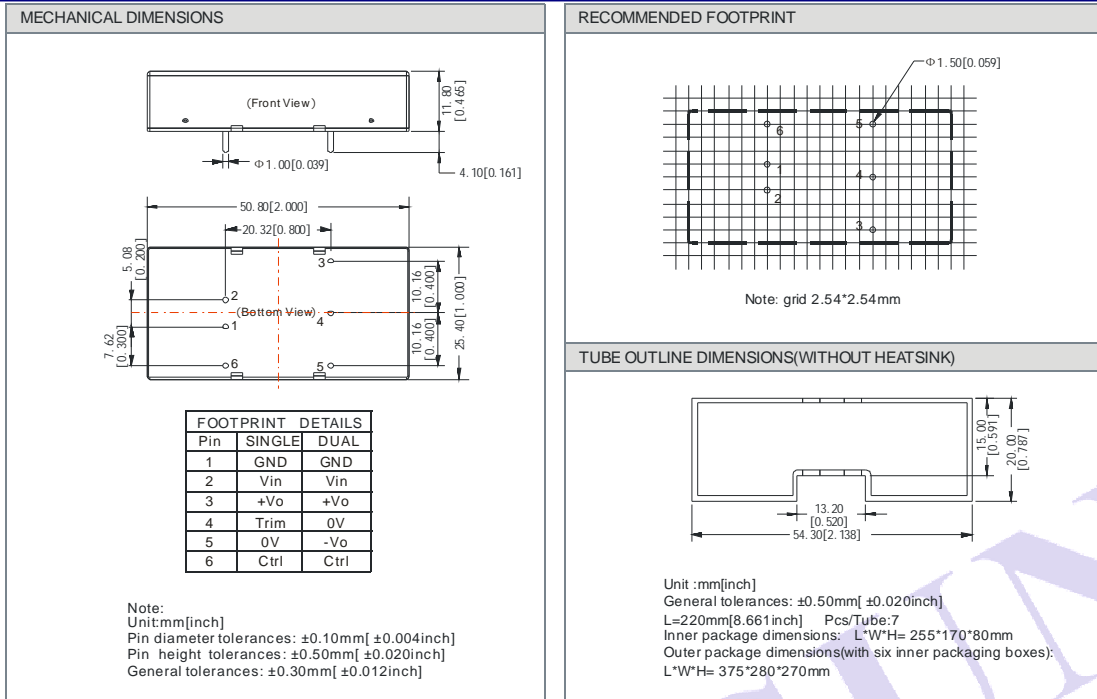 MECHANICAL DIMENSIONS
(Front View)
11.80
[0.465]
Φ1.00[0.039]
4.10[0.161]
50.80[2.000]
20.32[0.800]
5.08
[0.200]
7.62
[0.300]
2
1
6
3
4
5
(Bottom View)
10.16
[0.400]
10.16
[0.400]
25.40[1.000]
FOOTPRINT DETAILS
Pin SINGLE DUAL
1 GND GND
2 Vin Vin
3 +Vo +Vo
4 Trim 0V
5 0V -Vo
6 Ctrl Ctrl
Note:
Unit:mm[inch]
Pin diameter tolerances: ±0.10mm[ ±0.004inch]
Pin height tolerances: ±0.50mm[ ±0.020inch]
General tolerances: ±0.30mm[ ±0.012inch]
RECOMMENDED FOOTPRINT
Φ1.50[0.059]
6
5
1
4
2
3
Note: grid 2.54*2.54mm
TUBE OUTLINE DIMENSIONS(WITHOUT HEATSINK)
15.00
[0.591]
20.00
[0.787]
13.20
[0.520]
54.30[2.138]
Unit :mm[inch]
General tolerances: ±0.50mm[ ±0.020inch]
L=220mm[8.661inch] Pcs/Tube:7
Inner package dimensions: L*W*H= 255*170*80mm
Outer package dimensions(with six inner packaging boxes):
L*W*H= 375*280*270mm